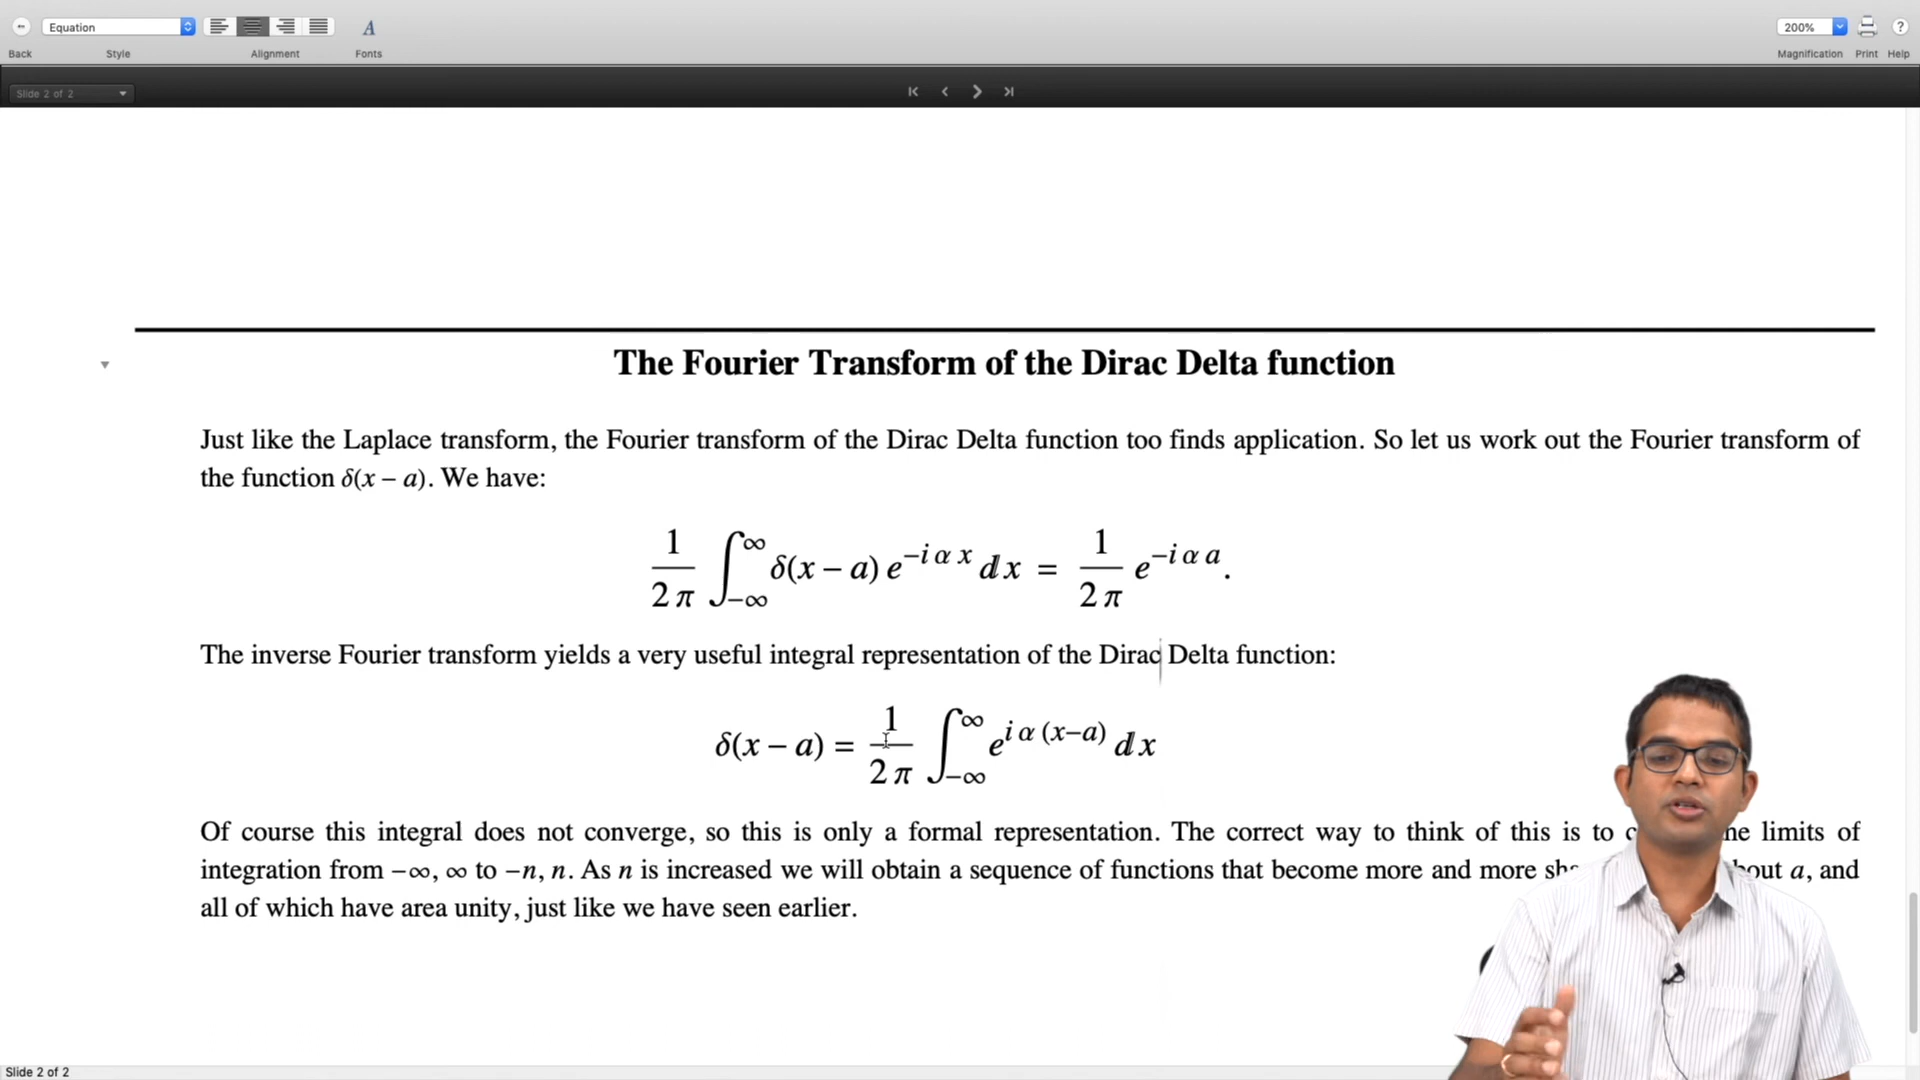 Equation
200%
Back
Style
Alignment
Fonts
Magnification
Print
Help
Slide 2 of 2
The Fourier Transform of the Dirac Delta function
Just like the Laplace transform, the Fourier transform of the Dirac Delta function too finds application. So let us work out the Fourier transform of
the function δ(x − a). We have:
1/(2 π) ∫_{−∞}^{∞} δ(x − a) e^{−i α x} d x = 1/(2 π) e^{−i α a}.
The inverse Fourier transform yields a very useful integral representation of the Dirac Delta function:
δ(x − a) = 1/(2 π) ∫_{−∞}^{∞} e^{i α (x−a)} d x
Of course this integral does not converge, so this is only a formal representation. The correct way to think of this is to limits of
integration from −∞, ∞ to −n, n. As n is increased we will obtain a sequence of functions that become more and more a, and
all of which have area unity, just like we have seen earlier.
Slide 2 of 2